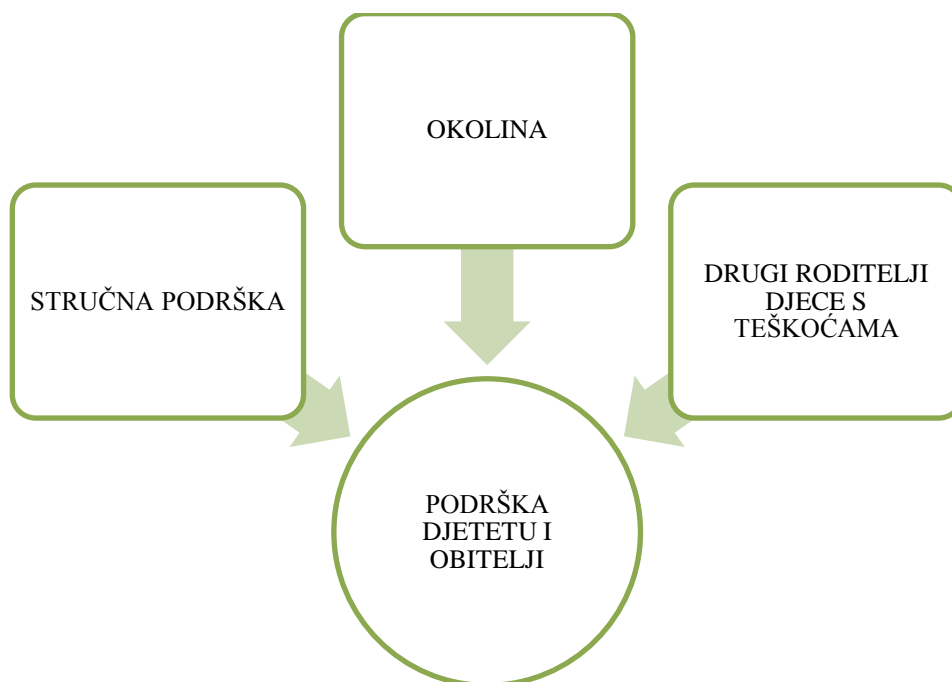 OKOLINA
STRUČNA PODRŠKA
DRUGI RODITELJI
DJECE S
TEŠKOĆAMA
PODRŠKA
DJETETU I
OBITELJI